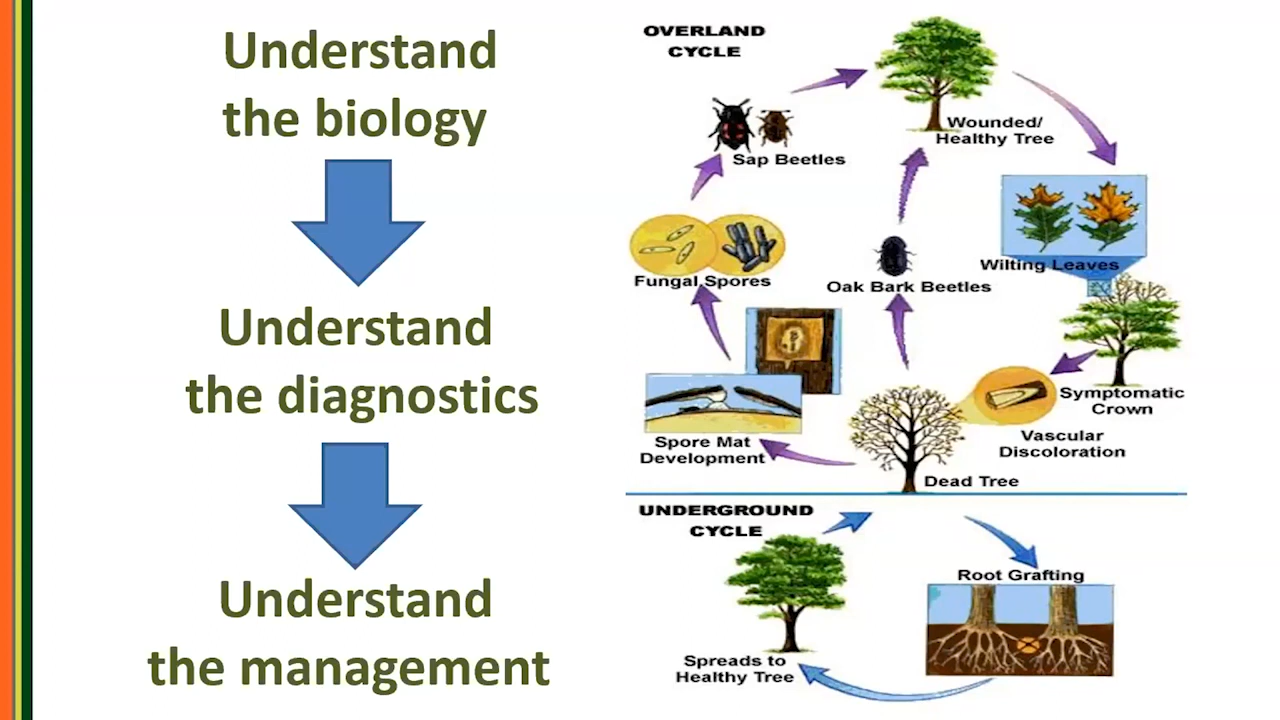 Understand
the biology
Understand
the diagnostics
Understand
the management
OVERLAND
CYCLE
Wounded/
Healthy Tree
Sap Beetles
Wilting Leaves
Fungal Spores
Oak Bark Beetles
Symptomatic
Crown
Vascular
Discoloration
Spore Mat
Development
Dead Tree
UNDERGROUND
CYCLE
Root Grafting
Spreads to
Healthy Tree